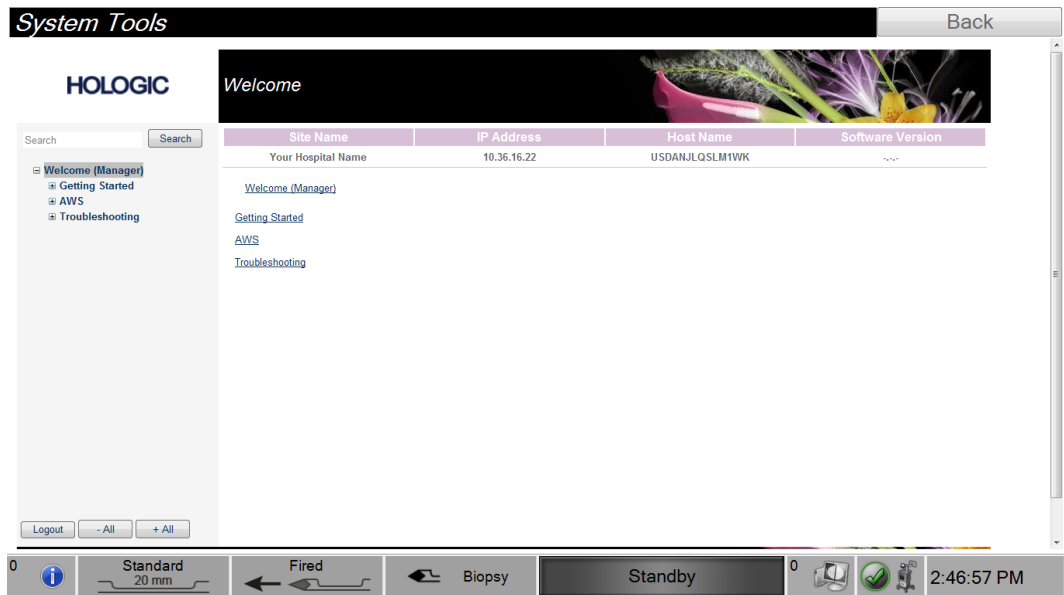 System Tools
Back
HOLOGIC
Welcome
Search
Search
Site Name IP Address Host Name Software Version
Your Hospital Name 10.36.16.22 USDANJLQSLM1WK -.-.-
Welcome (Manager)
Getting Started
AWS
Troubleshooting
Welcome (Manager)
Getting Started
AWS
Troubleshooting
Logout - All + All
0
Standard
20 mm
Fired
Biopsy
Standby
0
2:46:57 PM